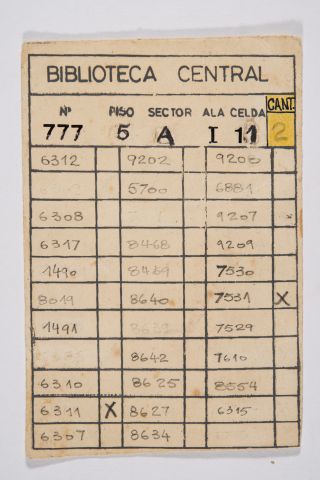 BIBLIOTECA CENTRAL
Nº PISO SECTOR ALA CELDA CANT.
777 5 A I 11 2
6312 9202 9208
5700 6881
6308 9207
6317 8468 9209
1490 8469 7530
8019 8640 7531 X
1491 7529
8642 7610
6310 8625 8554
6311 X 8627 6315
6307 8634